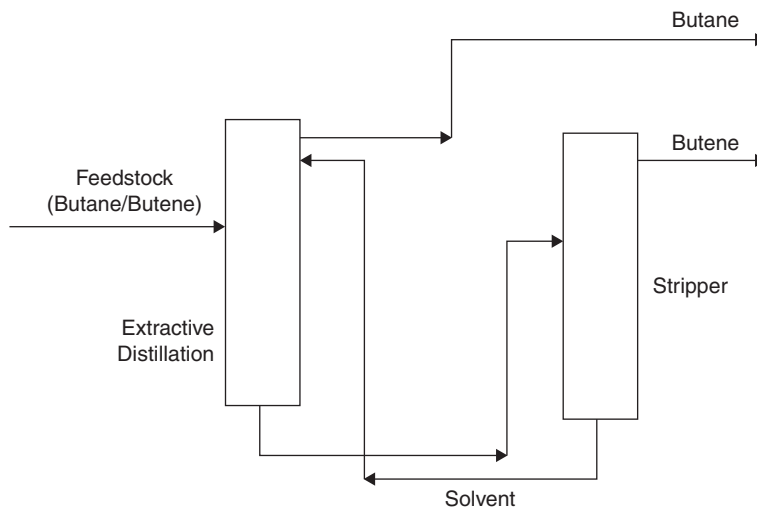 Butane
Butene
Feedstock
(Butane/Butene)
Stripper
Extractive
Distillation
Solvent